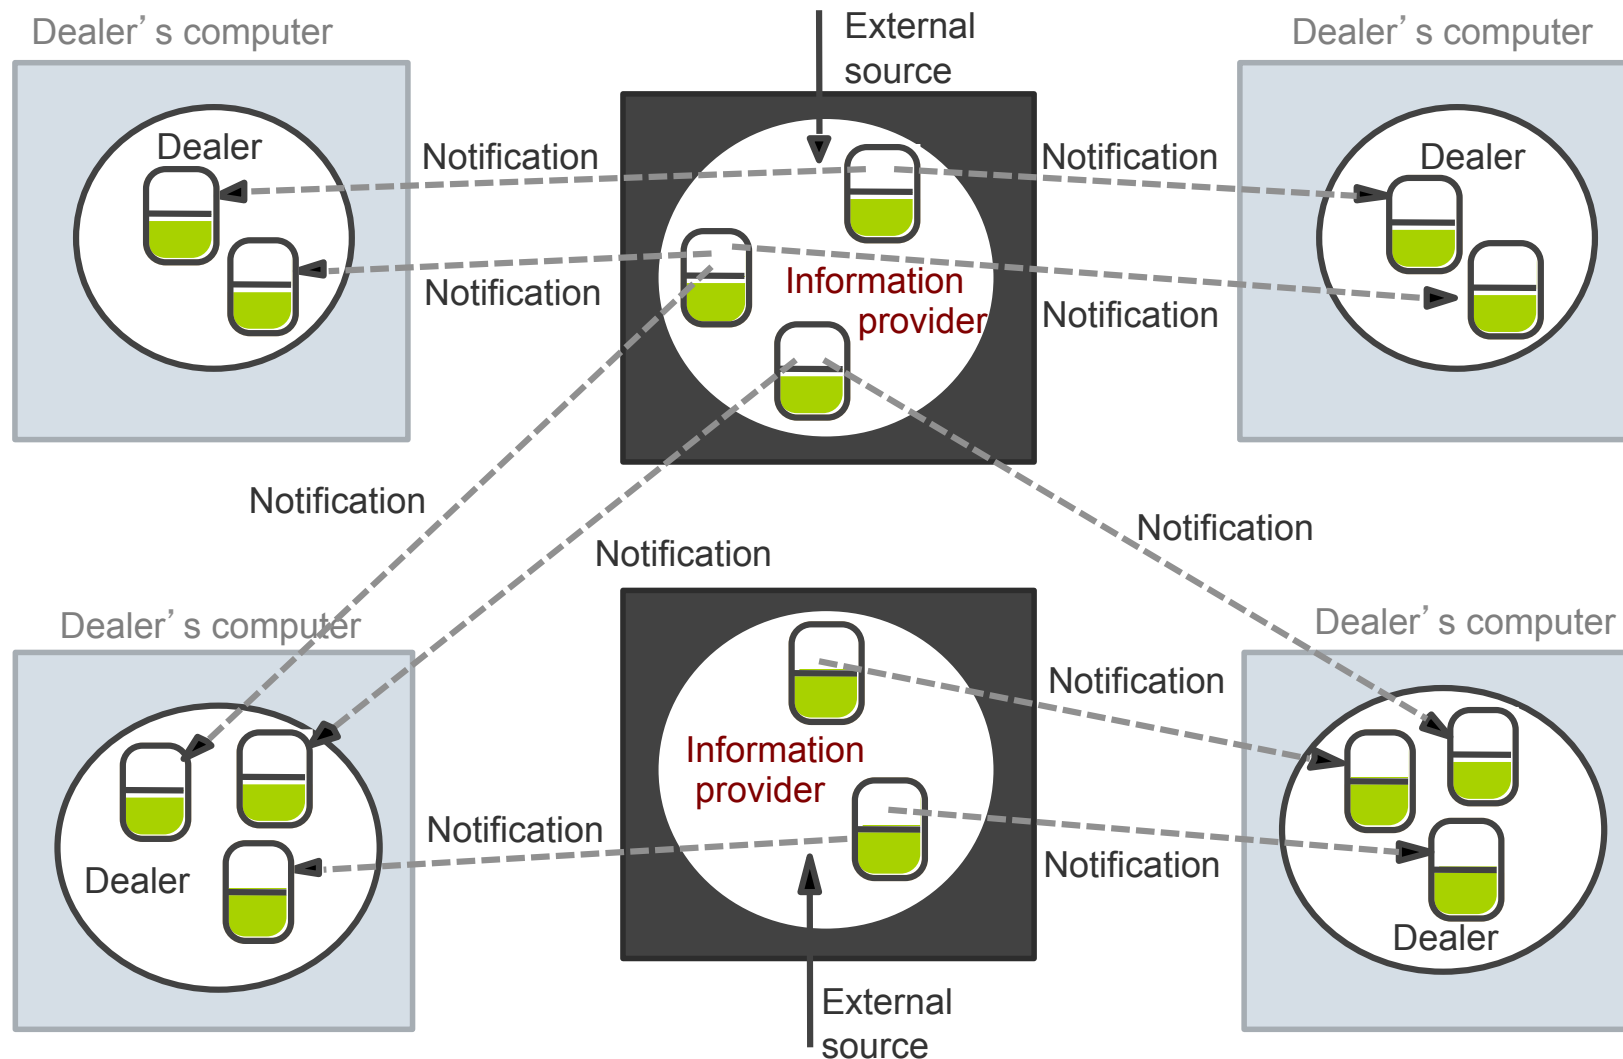 Dealer’s computer
External
source
Dealer’s computer
Dealer
Notification
Notification
Dealer
Notification
Information
provider
Notification
Notification
Notification
Notification
Dealer’s computer
Dealer’s computer
Notification
Information
provider
Notification
Notification
Dealer
Dealer
External
source